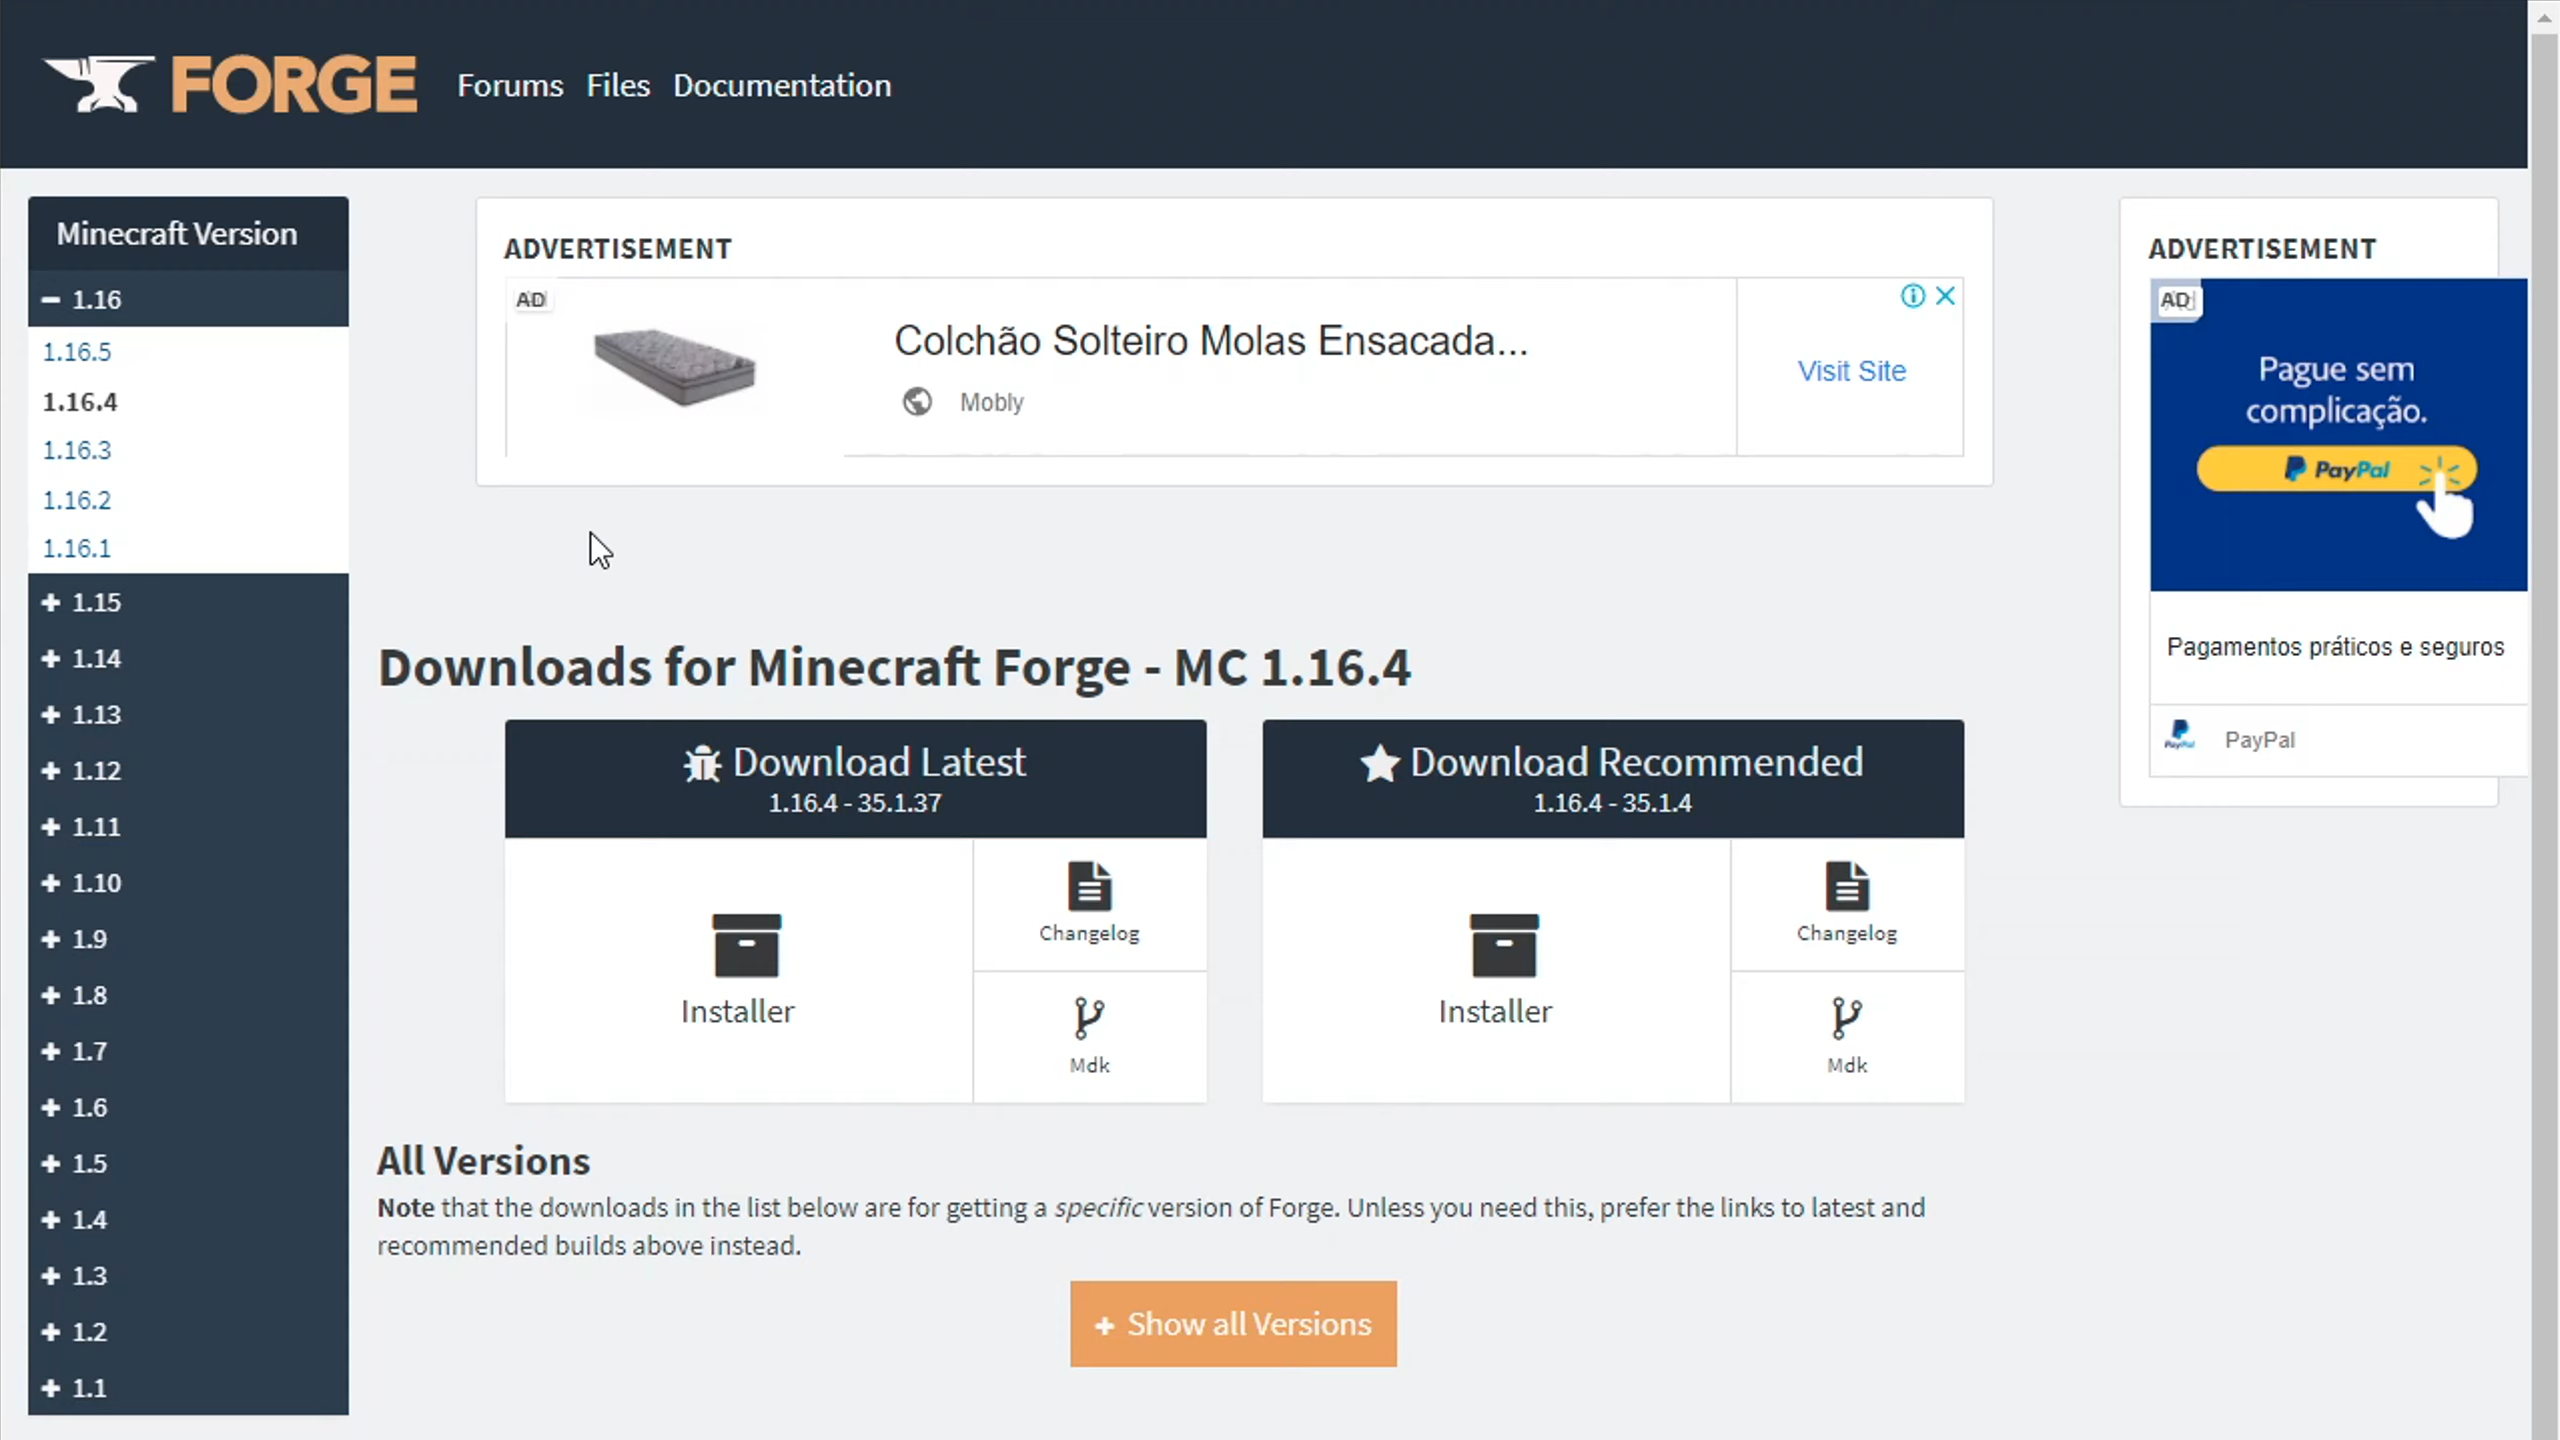 FORGE
Forums Files Documentation
Minecraft Version
1.16
1.16.5
1.16.4
1.16.3
1.16.2
1.16.1
1.15
1.14
1.13
1.12
1.11
1.10
1.9
1.8
1.7
1.6
1.5
1.4
1.3
1.2
1.1
ADVERTISEMENT
AD
Colchão Solteiro Molas Ensacada...
Mobly
Visit Site
Downloads for Minecraft Forge - MC 1.16.4
Download Latest
1.16.4 - 35.1.37
Installer
Changelog
Mdk
Download Recommended
1.16.4 - 35.1.4
Installer
Changelog
Mdk
All Versions
Note that the downloads in the list below are for getting a specific version of Forge. Unless you need this, prefer the links to latest and
recommended builds above instead.
+ Show all Versions
ADVERTISEMENT
AD
Pague sem
complicação.
PayPal
Pagamentos práticos e seguros
PayPal
PayPal